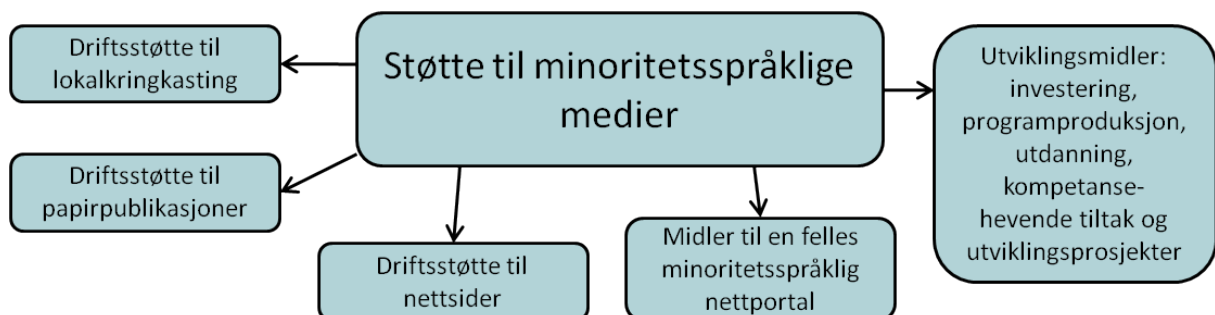 Støtte til minoritetsspråklige
medier
Driftsstøtte til
lokalkringkasting
Driftsstøtte til
papirpublikasjoner
Driftsstøtte til
nettsider
Midler til en felles
minoritetsspråklig
nettportal
Utviklingsmidler:
investering,
programproduksjon,
utdanning,
kompetanse-
hevende tiltak og
utviklingsprosjekter